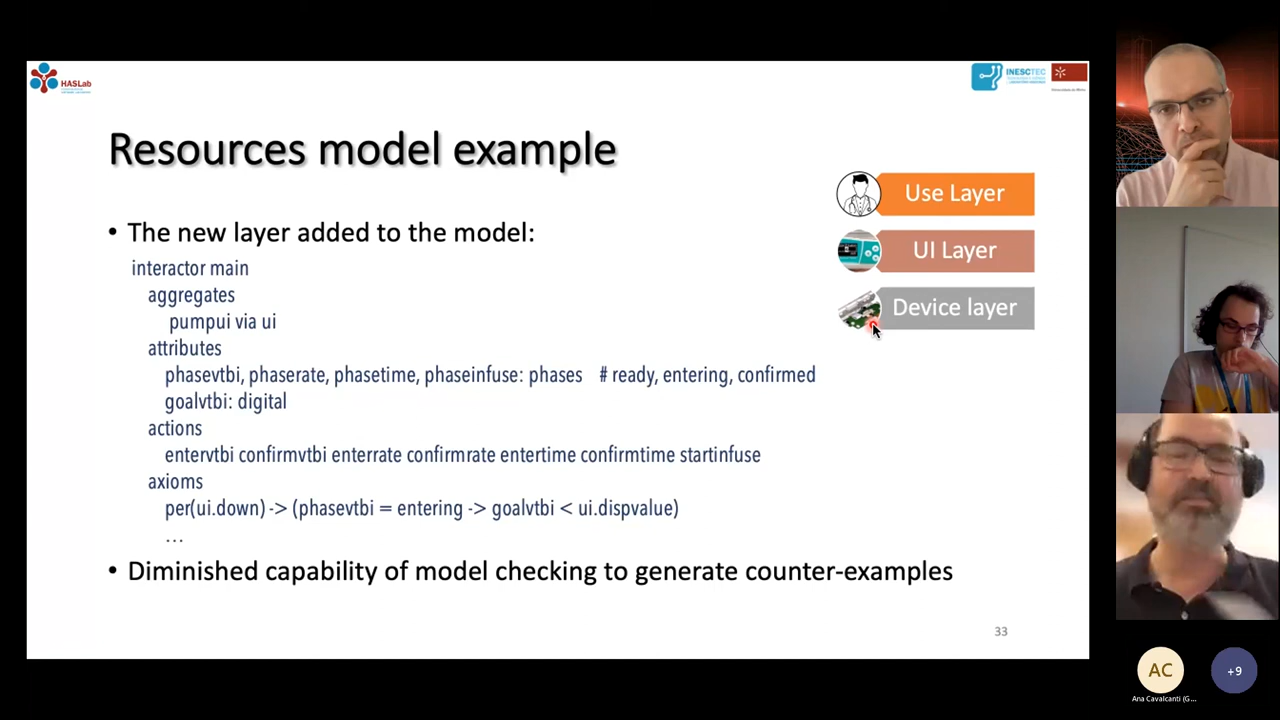 HASLab
INESCTEC
Resources model example
Use Layer
UI Layer
Device layer
• The new layer added to the model:
interactor main
aggregates
pumpui via ui
attributes
phasevtbi, phaserate, phasetime, phaseinfuse: phases # ready, entering, confirmed
goalvtbi: digital
actions
entervtbi confirmvtbi enterrate confirmrate entertime confirmtime startinfuse
axioms
per(ui.down) -> (phasevtbi = entering -> goalvtbi < ui.dispvalue)
...
• Diminished capability of model checking to generate counter-examples
33
AC
+9
Ana Cavalcanti (G...